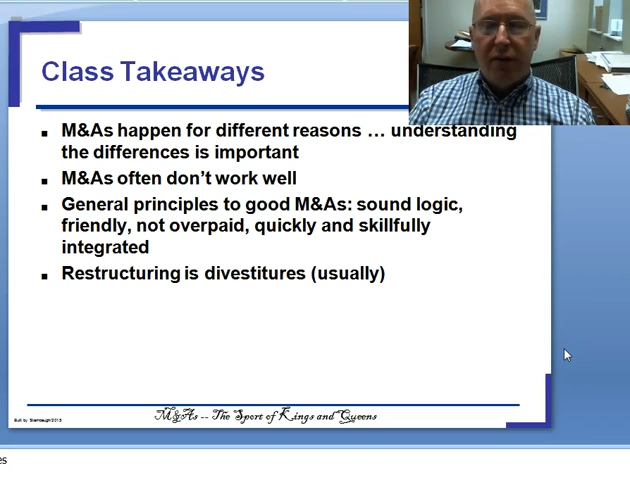 Class Takeaways
M&As happen for different reasons … understanding
the differences is important
M&As often don't work well
General principles to good M&As: sound logic,
friendly, not overpaid, quickly and skillfully
integrated
Restructuring is divestitures (usually)
M&As -- The Sport of Kings and Queens
Built by
es